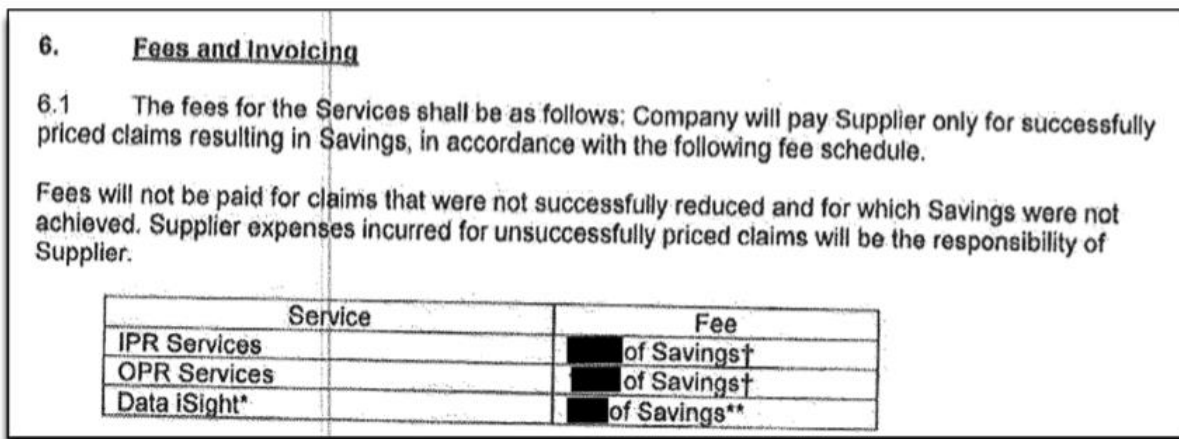 6. Fees and Invoicing
6.1 The fees for the Services shall be as follows: Company will pay Supplier only for successfully
priced claims resulting in Savings, in accordance with the following fee schedule.
Fees will not be paid for claims that were not successfully reduced and for which Savings were not
achieved. Supplier expenses incurred for unsuccessfully priced claims will be the responsibility of
Supplier.
Service Fee
IPR Services of Savings†
OPR Services of Savings†
Data iSight* of Savings**